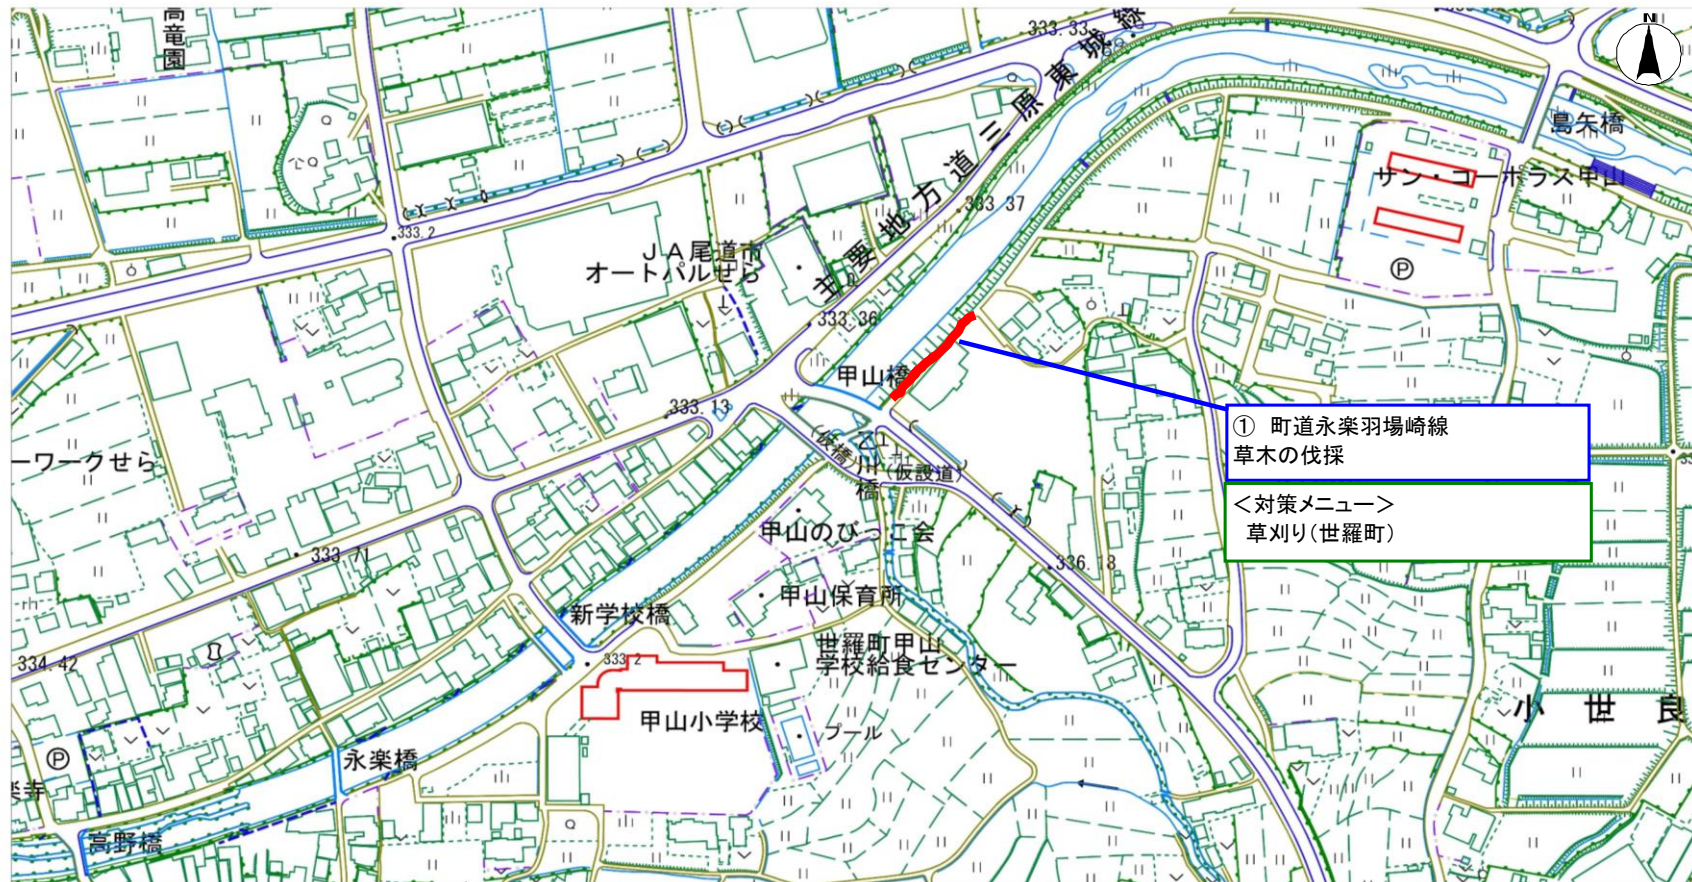 高竜園
N
333.33
主要地方道三原東城線
鳥矢橋
サン・コーポラス甲山
333.37
333.2
JA尾道市
オートパルせら
P
333.36
甲山橋
333.13
① 町道永楽羽場崎線
草木の伐採
ーワークせら
(仮橋)
乙川橋
(仮設道)
<対策メニュー>
草刈り(世羅町)
甲山のびっこ会
333.71
336.18
甲山保育所
新学校橋
世羅町甲山
学校給食センター
334.42
333.2
小世良
甲山小学校
プール
P
永楽橋
楽寺
高野橋